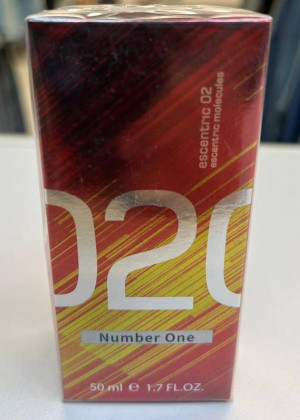 escentric 02
escentric molecules
020
Number One
50 ml e 1.7 FL.OZ.